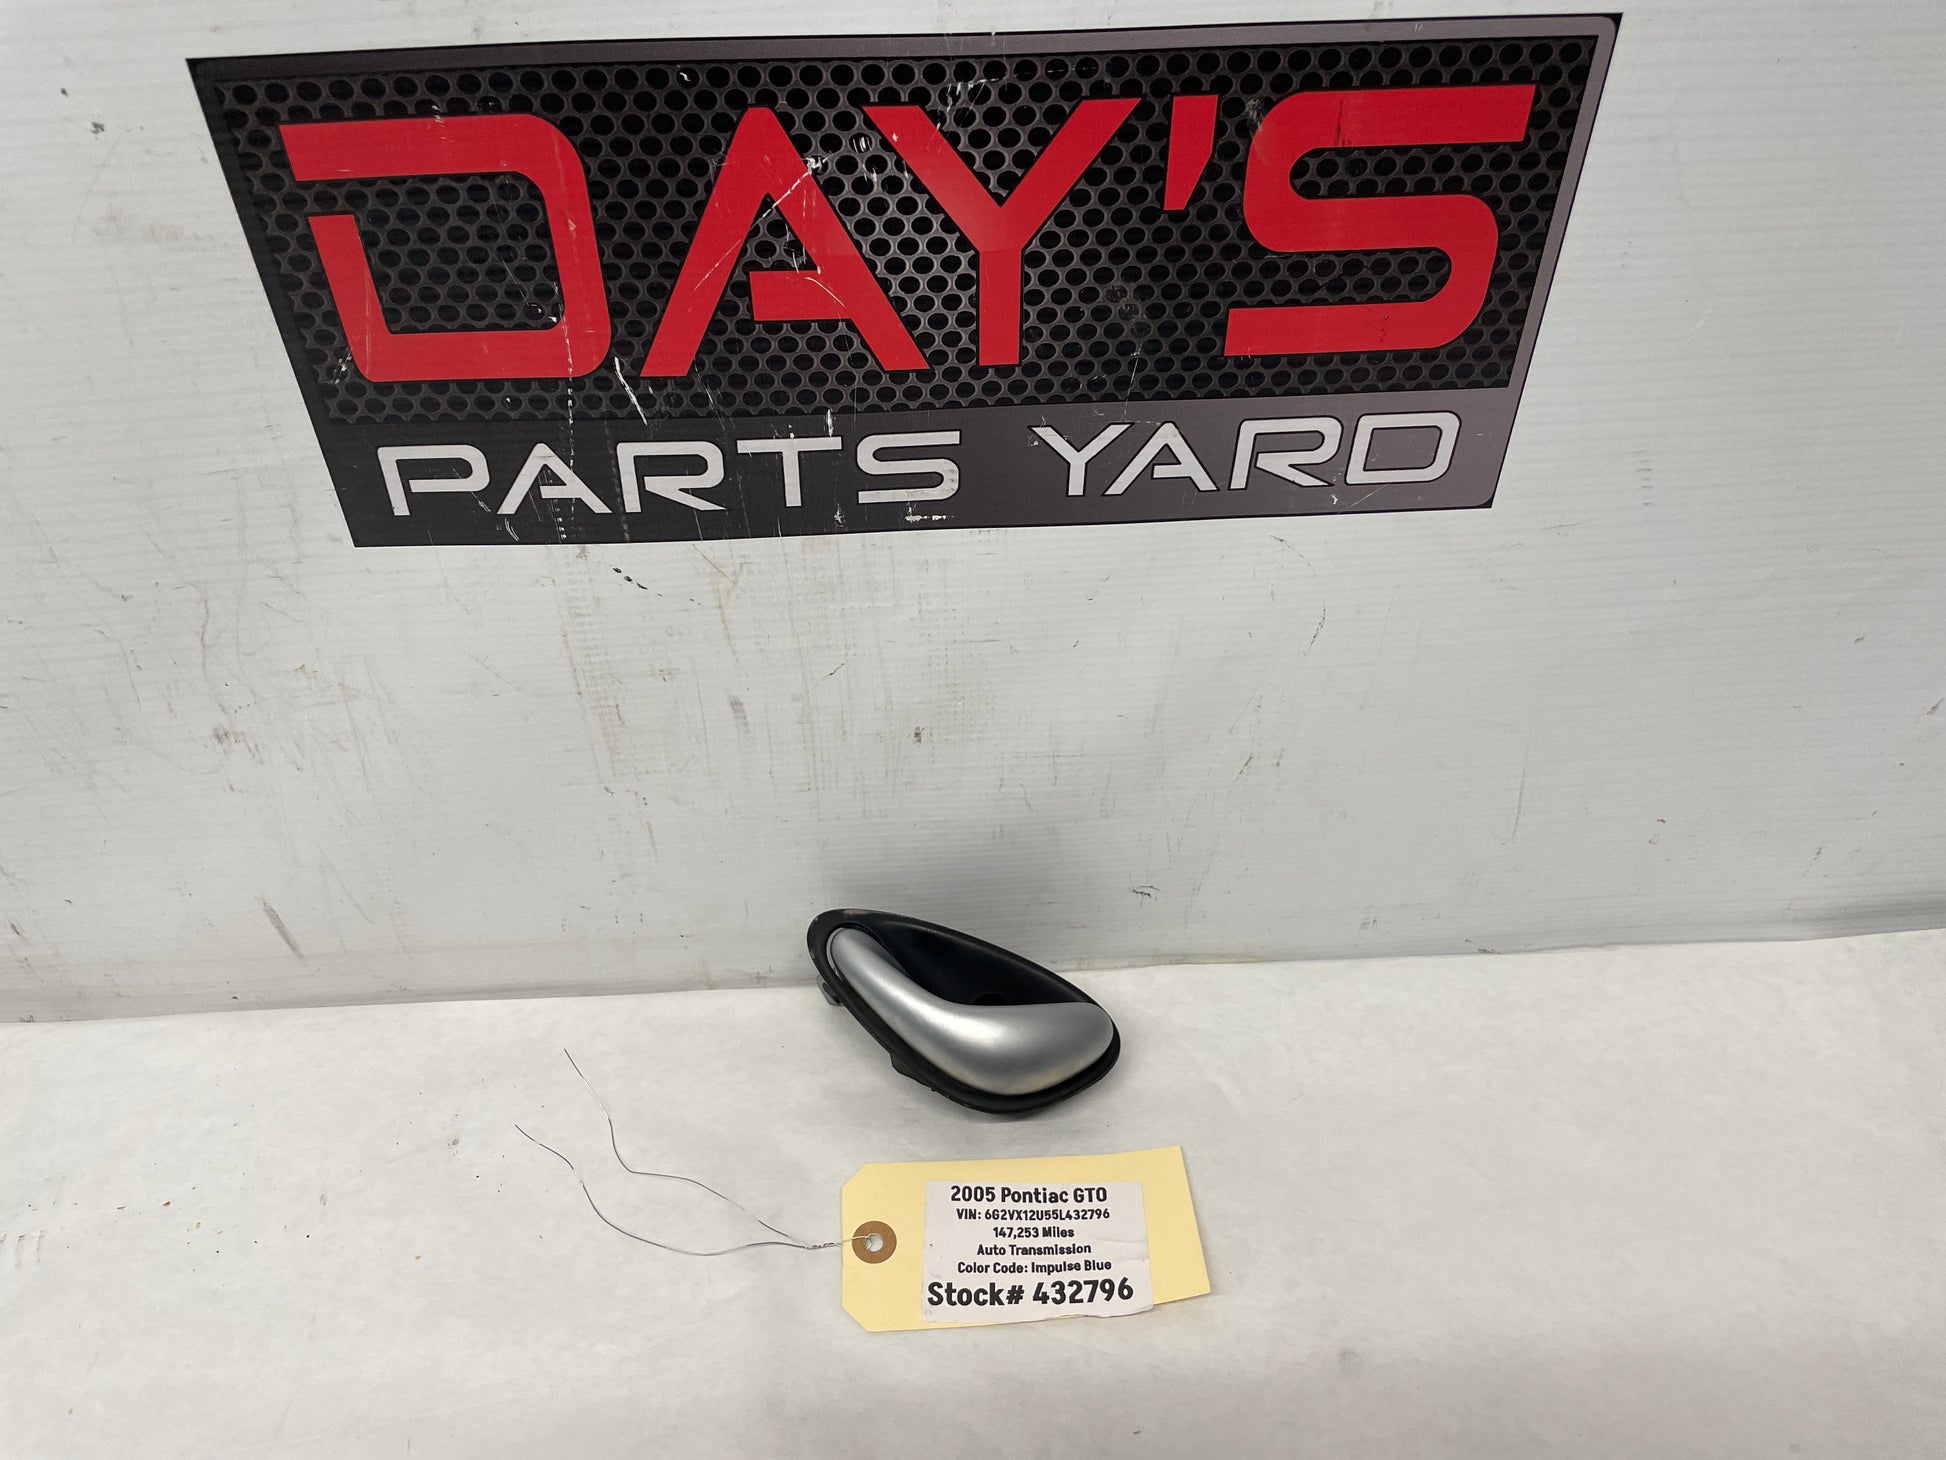 DAY'S
PARTS YARD
2005 Pontiac GTO
VIN: 6G2VX12U55L432796
147,253 Miles
Auto Transmission
Color Code: Impulse Blue
Stock# 432796